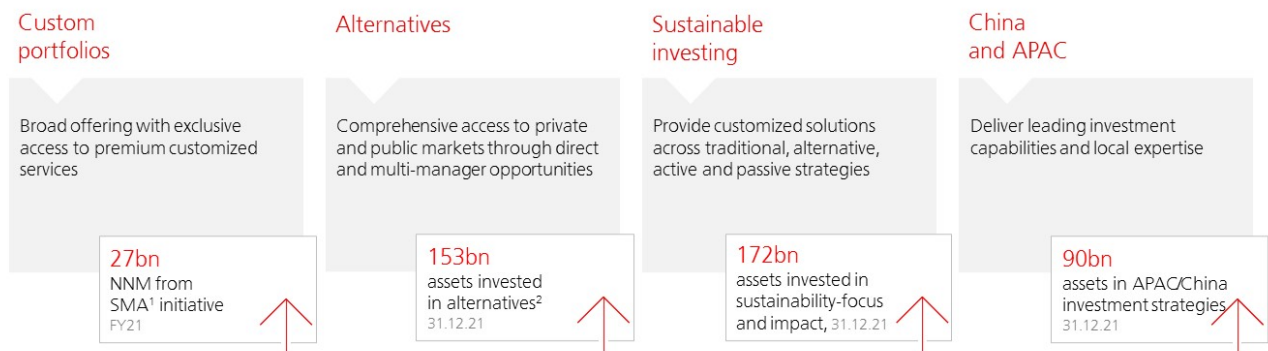 Custom
portfolios
Broad offering with exclusive
access to premium customized
services
27bn
NNM from
SMA¹ initiative
FY21
Alternatives
Comprehensive access to private
and public markets through direct
and multi-manager opportunities
153bn
assets invested
in alternatives²
31.12.21
Sustainable
investing
Provide customized solutions
across traditional, alternative,
active and passive strategies
172bn
assets invested in
sustainability-focus
and impact, 31.12.21
China
and APAC
Deliver leading investment
capabilities and local expertise
90bn
assets in APAC/China
investment strategies
31.12.21